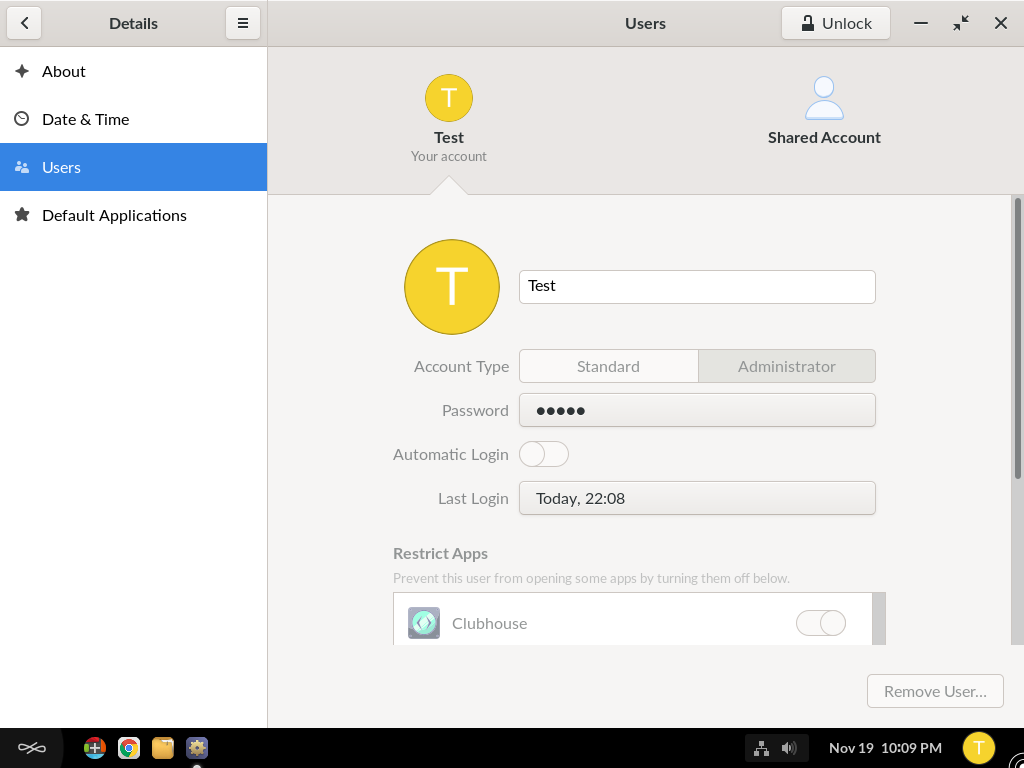 Details
Users
Unlock
About
Date & Time
Users
Default Applications
T
Test
Your account
Shared Account
T
Test
Account Type
Standard
Administrator
Password
●●●●●
Automatic Login
Last Login
Today, 22:08
Restrict Apps
Prevent this user from opening some apps by turning them off below.
Clubhouse
Remove User...
Nov 19 10:09 PM
T